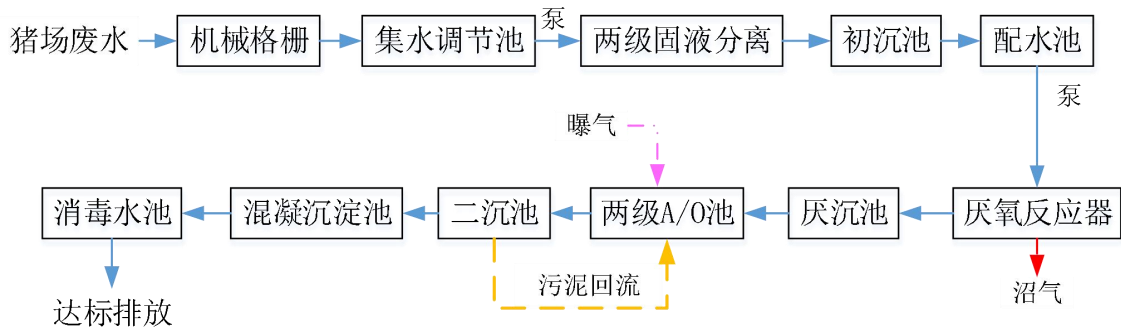 猪场废水
机械格栅
集水调节池
泵
两级固液分离
初沉池
配水池
泵
曝气
消毒水池
混凝沉淀池
二沉池
两级A/O池
厌沉池
厌氧反应器
污泥回流
沼气
达标排放